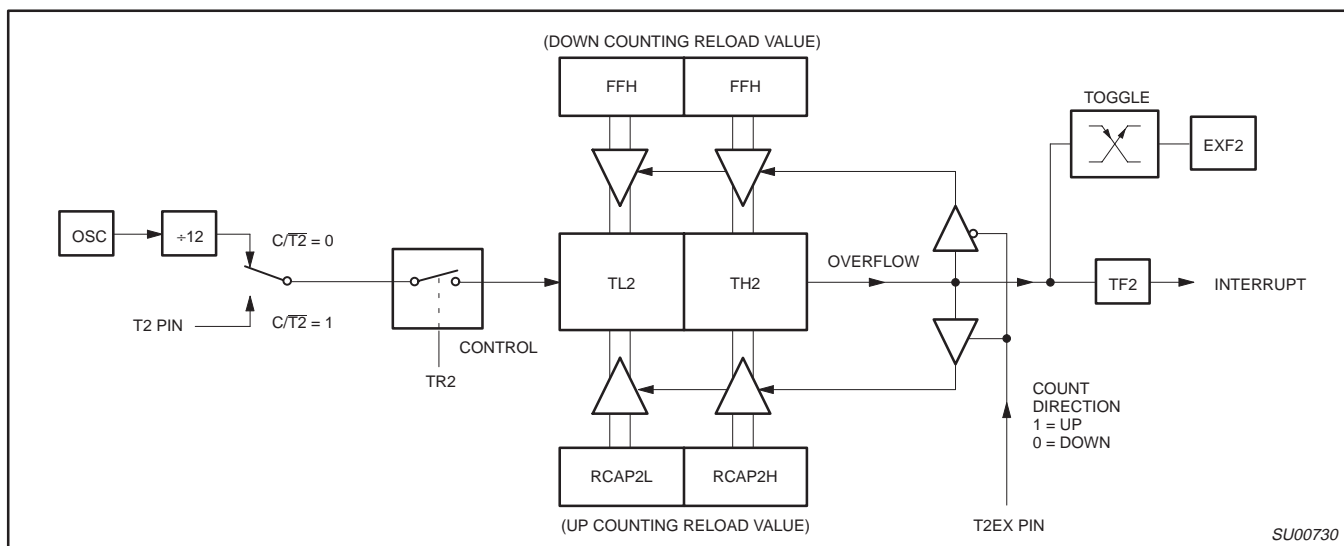 (DOWN COUNTING RELOAD VALUE)
FFH
FFH
TOGGLE
EXF2
OSC
÷12
C/T2̅ = 0
TL2
TH2
OVERFLOW
TF2
INTERRUPT
T2 PIN
C/T2̅ = 1
CONTROL
TR2
COUNT
DIRECTION
1 = UP
0 = DOWN
RCAP2L
RCAP2H
(UP COUNTING RELOAD VALUE)
T2EX PIN
SU00730